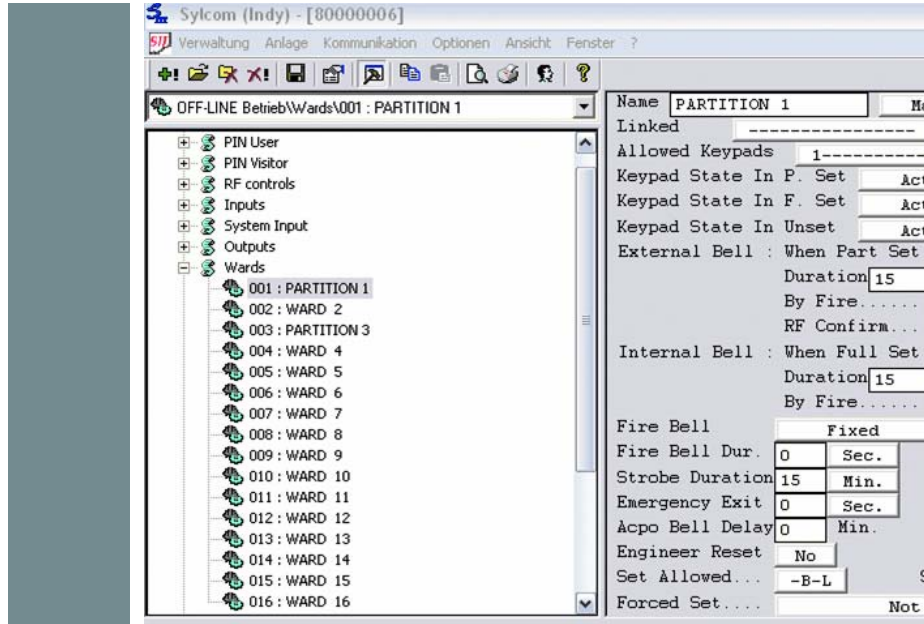 Sylcom (Indy) - [80000006]
Verwaltung Anlage Kommunikation Optionen Ansicht Fenster ?
OFF-LINE Betrieb\Wards\001 : PARTITION 1
PIN User
PIN Visitor
RF controls
Inputs
System Input
Outputs
Wards
001 : PARTITION 1
002 : WARD 2
003 : PARTITION 3
004 : WARD 4
005 : WARD 5
006 : WARD 6
007 : WARD 7
008 : WARD 8
009 : WARD 9
010 : WARD 10
011 : WARD 11
012 : WARD 12
013 : WARD 13
014 : WARD 14
015 : WARD 15
016 : WARD 16
Name PARTITION 1
Linked ----------------
Allowed Keypads 1----------
Keypad State In P. Set
Keypad State In F. Set
Keypad State In Unset
External Bell : When Part Set
Duration 15
By Fire......
RF Confirm...
Internal Bell : When Full Set
Duration 15
By Fire......
Fire Bell Fixed
Fire Bell Dur. 0 Sec.
Strobe Duration 15 Min.
Emergency Exit 0 Sec.
Acpo Bell Delay 0 Min.
Engineer Reset No
Set Allowed... -B-L
Forced Set.... Not